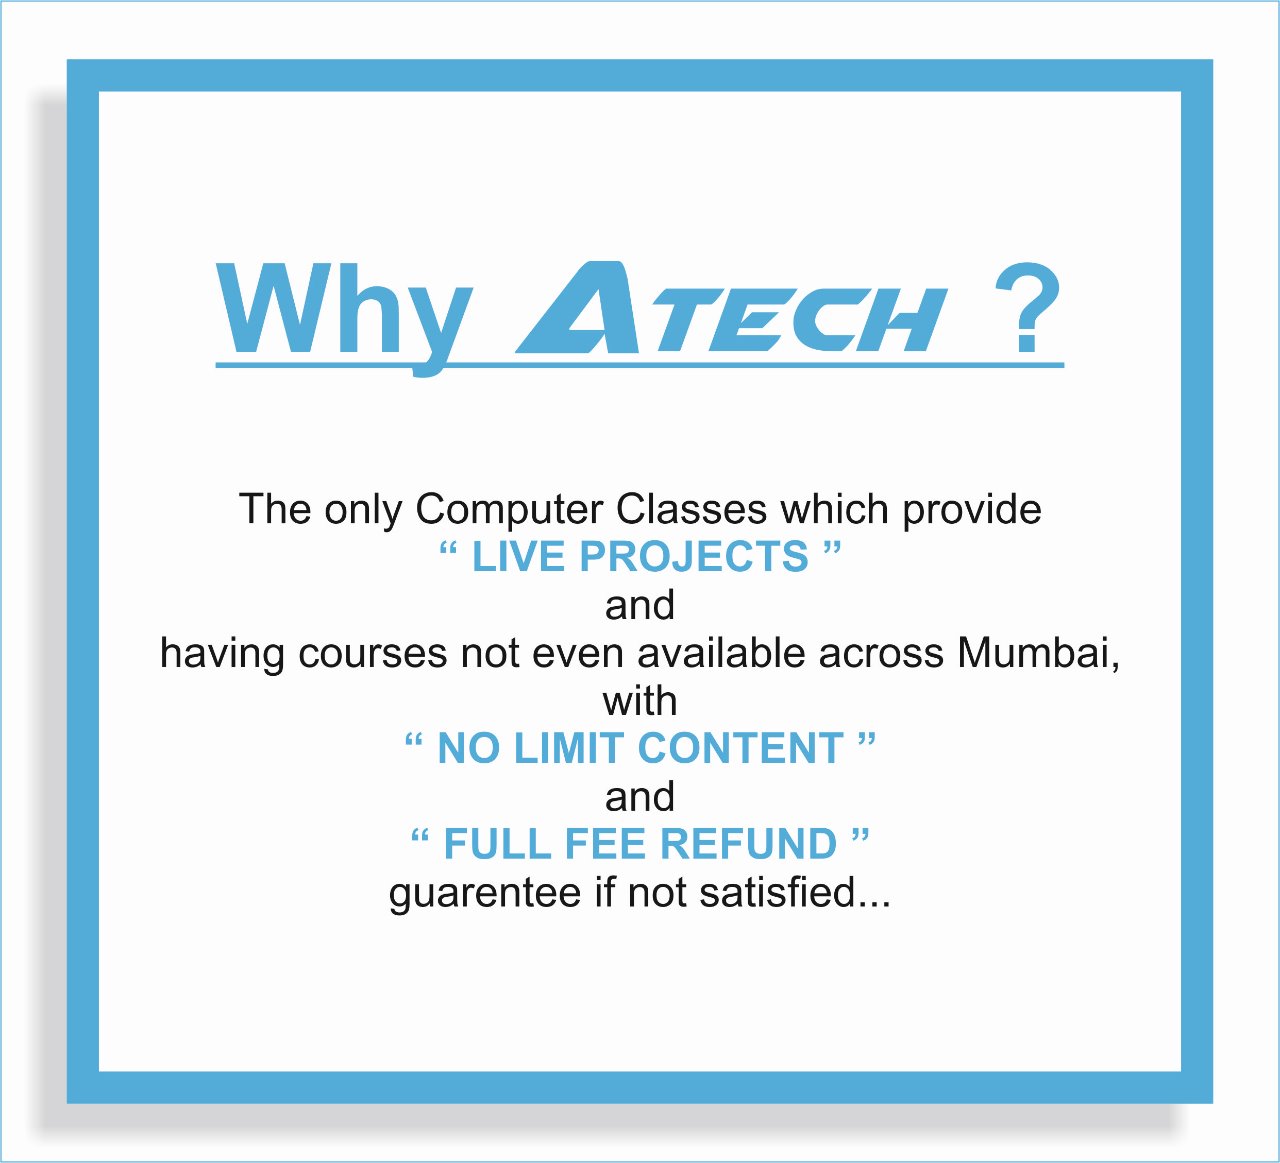 Why ATECH ?
The only Computer Classes which provide
“ LIVE PROJECTS ”
and
having courses not even available across Mumbai,
with
“ NO LIMIT CONTENT ”
and
“ FULL FEE REFUND ”
guarentee if not satisfied...